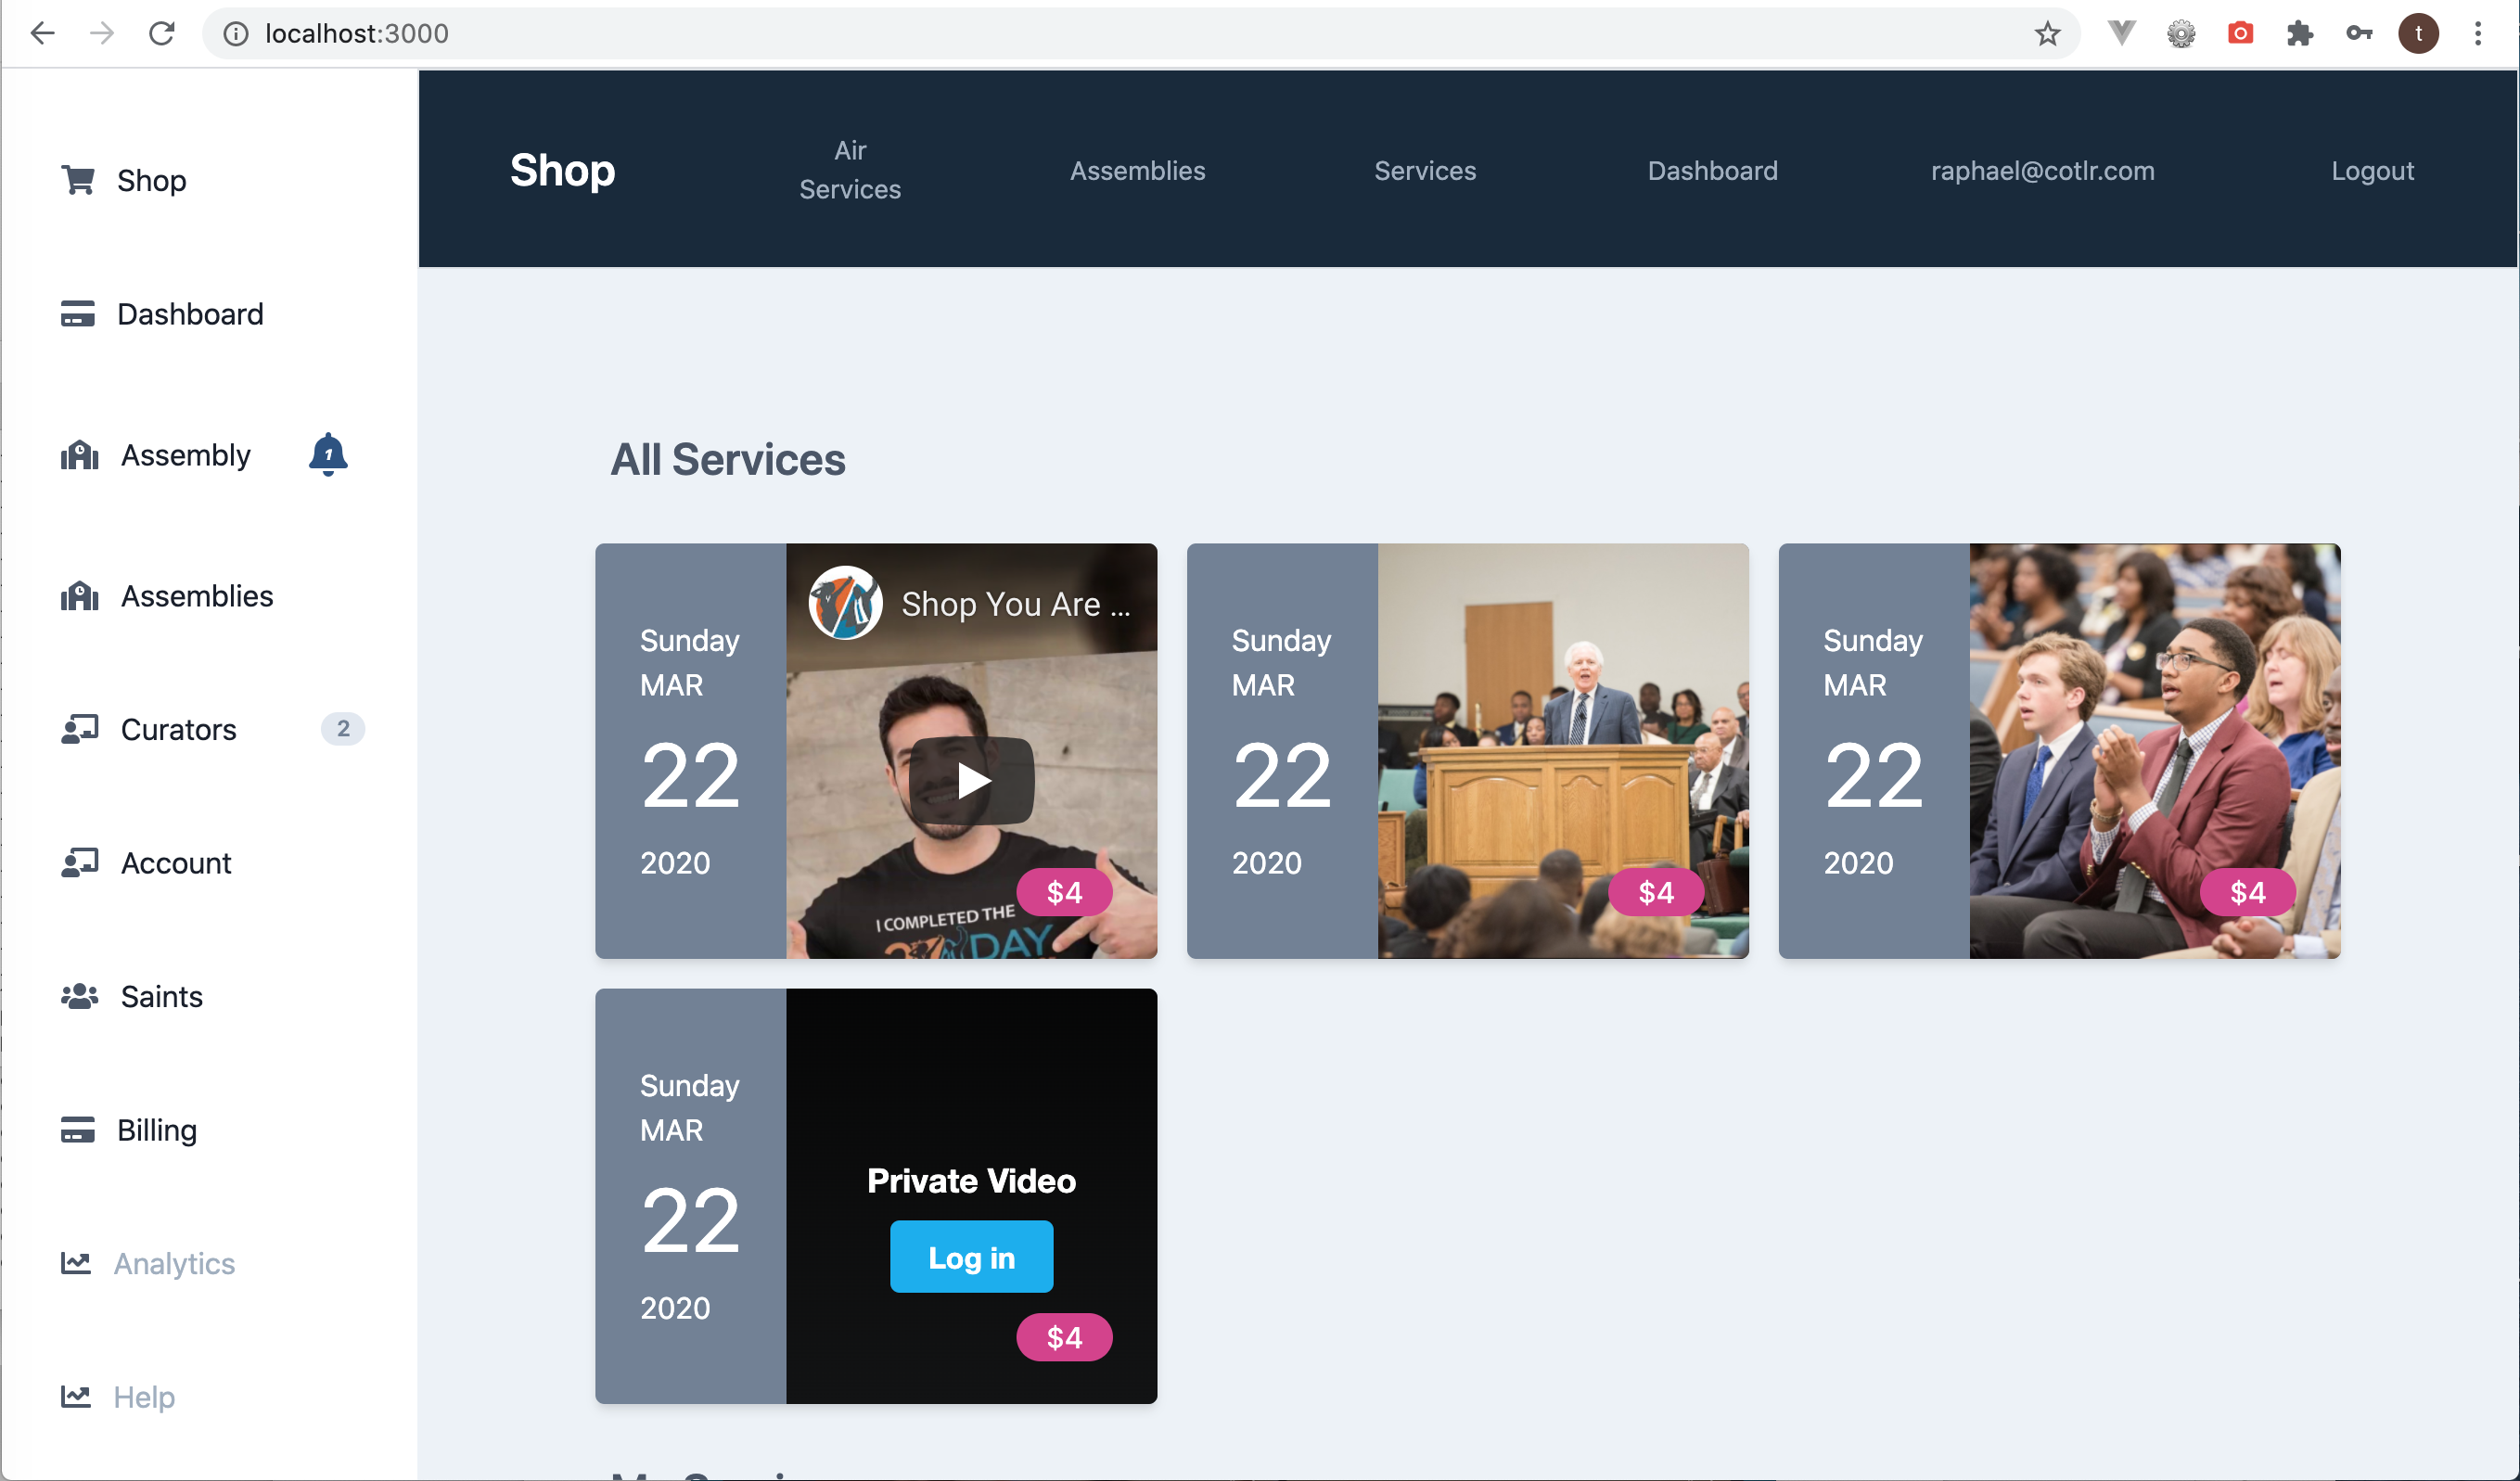 localhost:3000
t
Shop
Dashboard
Assembly
1
Assemblies
Curators
2
Account
Saints
Billing
Analytics
Help
Shop
Air
Services
Assemblies
Services
Dashboard
raphael@cotlr.com
Logout
All Services
Sunday
MAR
22
2020
Shop You Are ...
I COMPLETED THE
DAY
$4
Sunday
MAR
22
2020
$4
Sunday
MAR
22
2020
$4
Sunday
MAR
22
2020
Private Video
Log in
$4